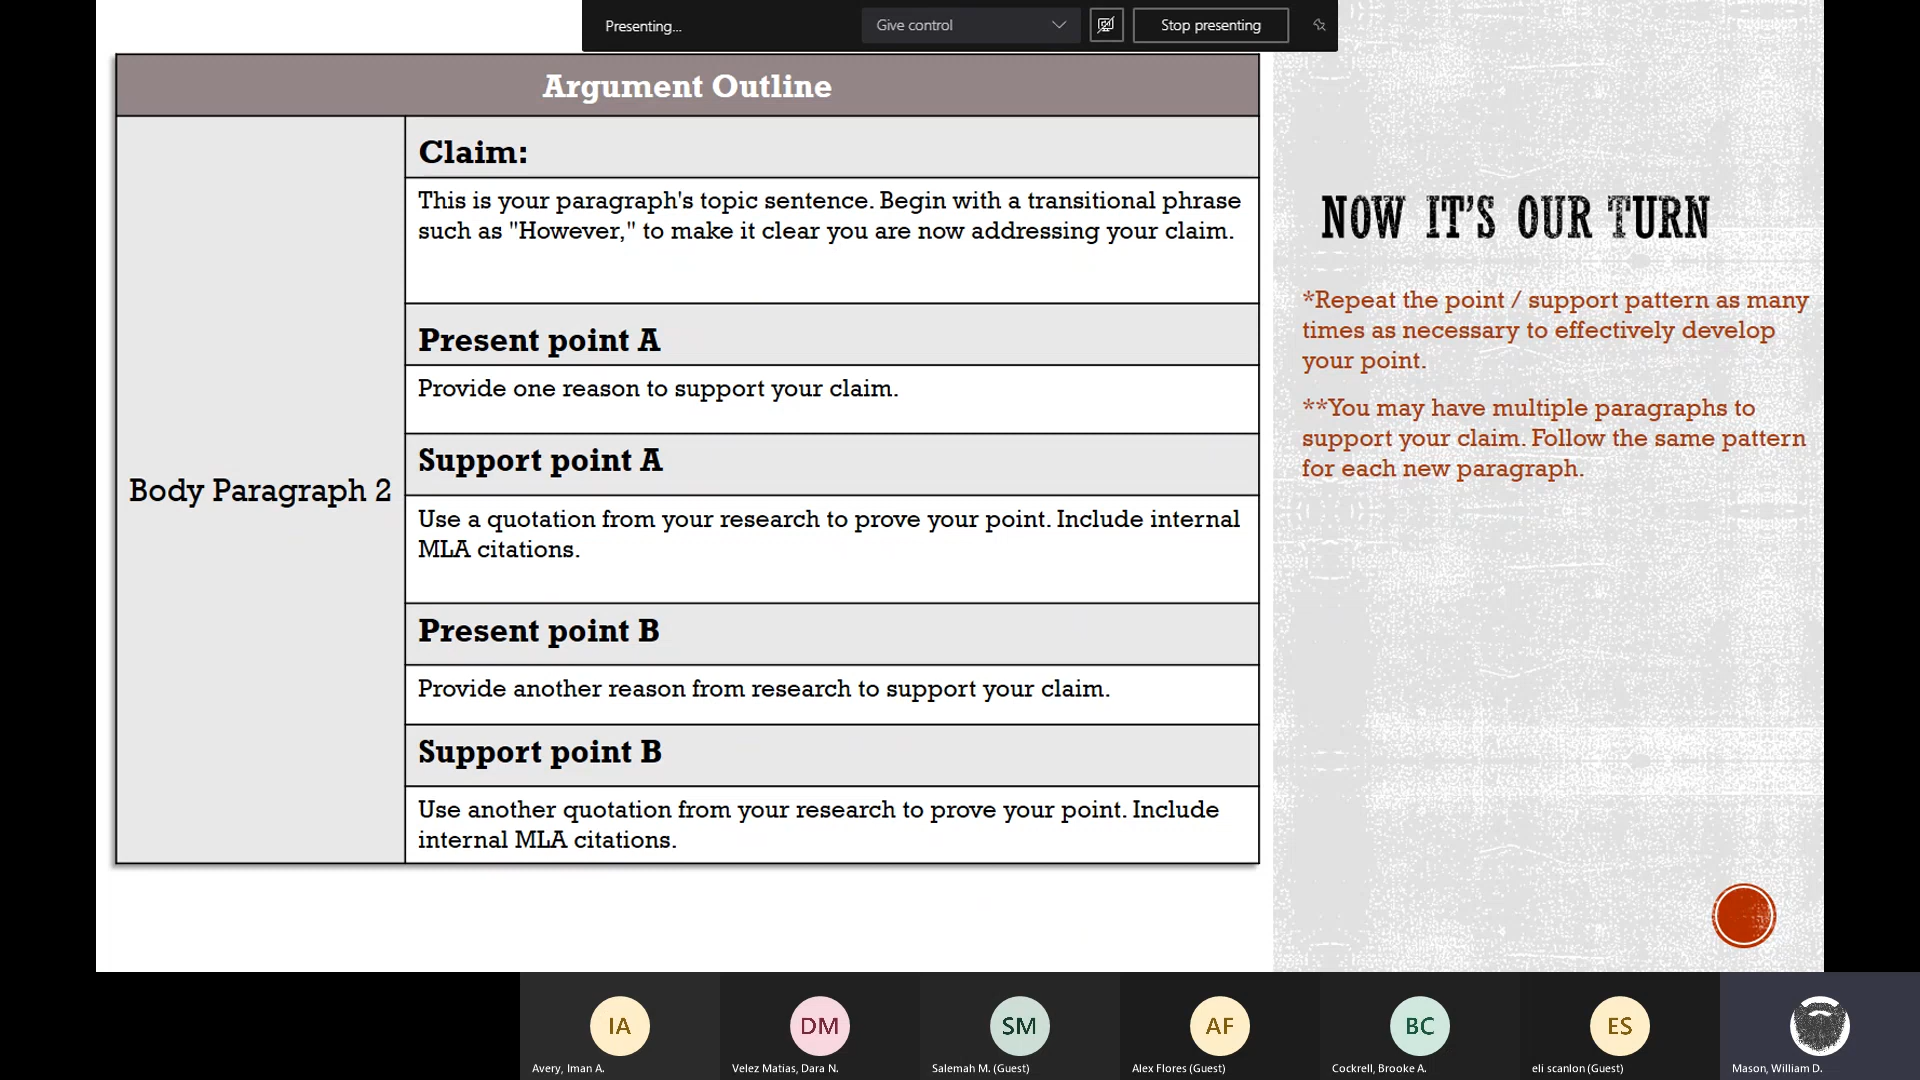 Presenting...
Give control
Stop presenting
Argument Outline
Claim:
This is your paragraph's topic sentence. Begin with a transitional phrase
such as "However," to make it clear you are now addressing your claim.
Present point A
Provide one reason to support your claim.
Support point A
Body Paragraph 2
Use a quotation from your research to prove your point. Include internal
MLA citations.
Present point B
Provide another reason from research to support your claim.
Support point B
Use another quotation from your research to prove your point. Include
internal MLA citations.
NOW IT'S OUR TURN
*Repeat the point / support pattern as many
times as necessary to effectively develop
your point.
**You may have multiple paragraphs to
support your claim. Follow the same pattern
for each new paragraph.
IA
DM
SM
AF
BC
ES
Avery, Iman A.
Velez Matias, Dara N.
Salemah M. (Guest)
Alex Flores (Guest)
Cockrell, Brooke A.
eli scanlon (Guest)
Mason, William D.